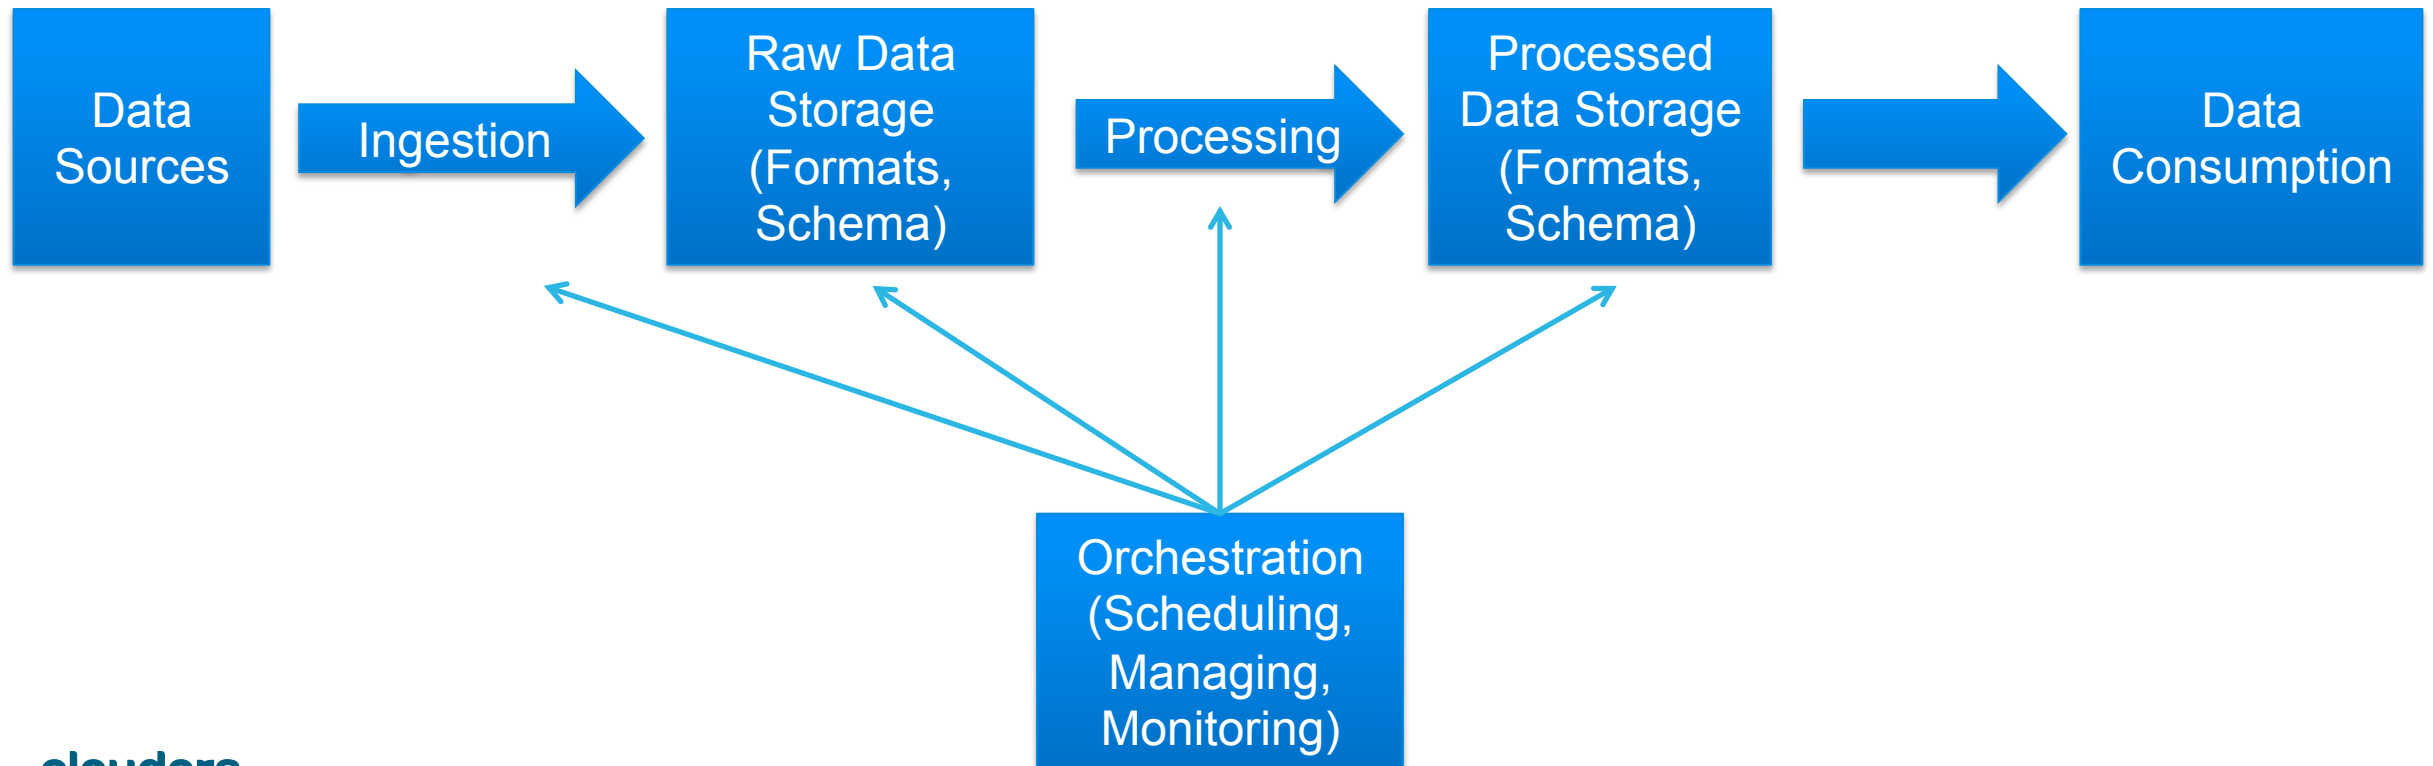 Data
Sources
Ingestion
Raw Data
Storage
(Formats,
Schema)
Processing
Processed
Data Storage
(Formats,
Schema)
Data
Consumption
Orchestration
(Scheduling,
Managing,
Monitoring)
cloudera